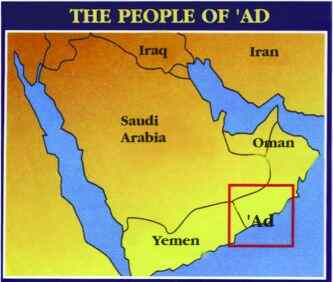 THE PEOPLE OF 'AD
Iraq
Iran
Saudi
Arabia
Oman
'Ad
Yemen